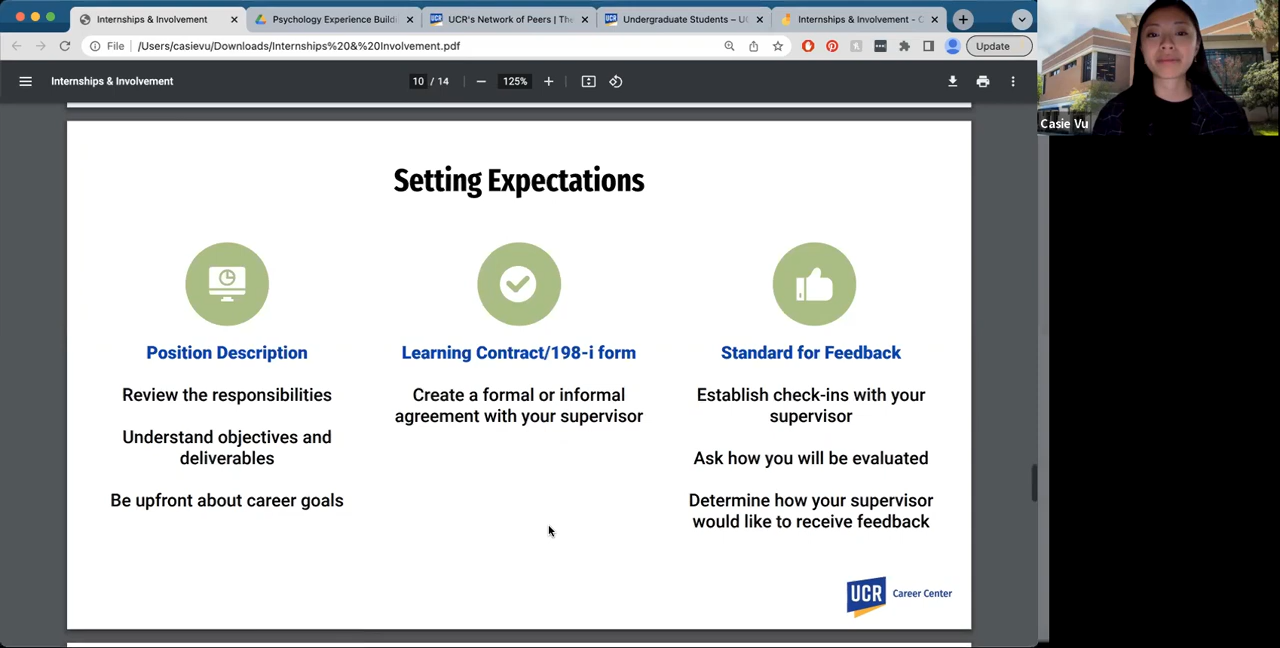 Internships & Involvement
Psychology Experience Build
UCR's Network of Peers | The
Undergraduate Students – UC
Internships & Involvement - C
File
/Users/casievu/Downloads/Internships%20&%20Involvement.pdf
Update
Internships & Involvement
10 / 14
125%
Casie Vu
Setting Expectations
Position Description
Review the responsibilities
Understand objectives and
deliverables
Be upfront about career goals
Learning Contract/198-i form
Create a formal or informal
agreement with your supervisor
Standard for Feedback
Establish check-ins with your
supervisor
Ask how you will be evaluated
Determine how your supervisor
would like to receive feedback
UCR Career Center